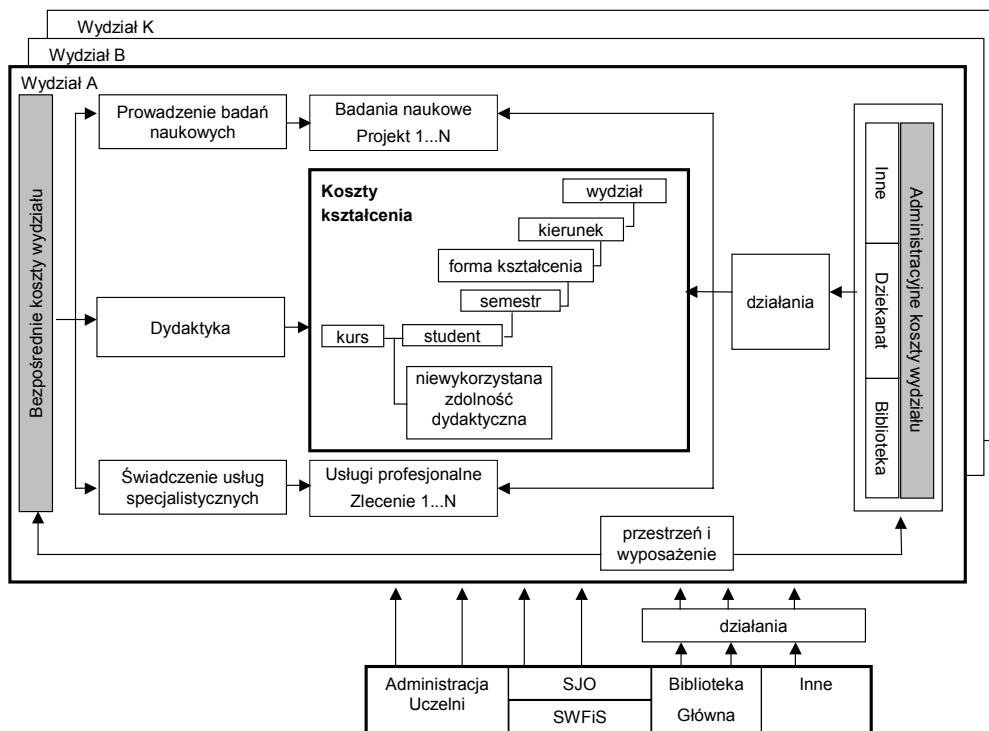 Wydział K
Wydział B
Wydział A
Bezpośrednie koszty wydziału
Prowadzenie badań
naukowych
Badania naukowe
Projekt 1...N
Koszty
kształcenia
wydział
kierunek
forma kształcenia
semestr
kurs
student
niewykorzystana
zdolność
dydaktyczna
Dydaktyka
działania
Inne
Dziekanat
Biblioteka
Administracyjne koszty wydziału
Świadczenie usług
specjalistycznych
Usługi profesjonalne
Zlecenie 1...N
przestrzeń i
wyposażenie
działania
Administracja
Uczelni
SJO
SWFiS
Biblioteka
Główna
Inne